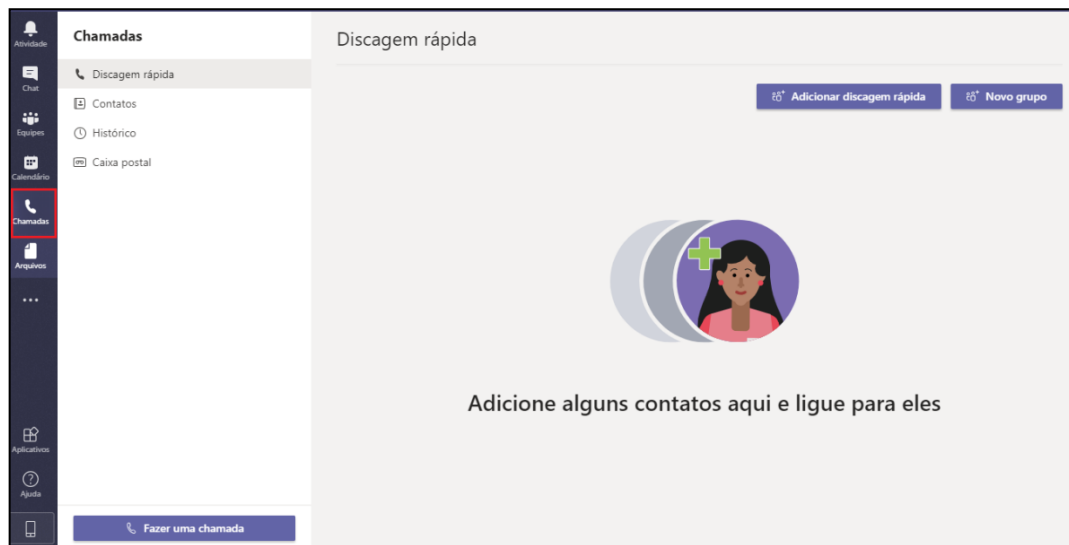 Atividade
Chat
Equipes
Calendário
Chamadas
Arquivos
Aplicativos
Ajuda
Chamadas
Discagem rápida
Contatos
Histórico
Caixa postal
Fazer uma chamada
Discagem rápida
Adicionar discagem rápida
Novo grupo
Adicione alguns contatos aqui e ligue para eles